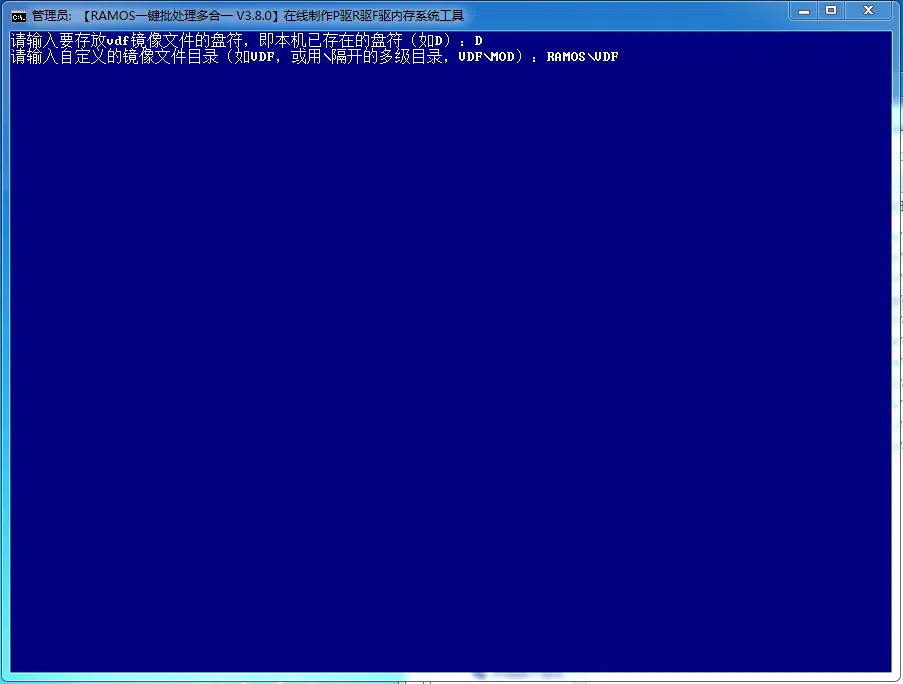 管理员: 【RAMOS一键批处理多合一 V3.8.0】在线制作P驱R驱F驱内存系统工具
请输入要存放vdf镜像文件的盘符，即本机已存在的盘符（如D）：D
请输入自定义的镜像文件目录（如VDF，或用\隔开的多级目录，VDF\MOD）：RAMOS\VDF